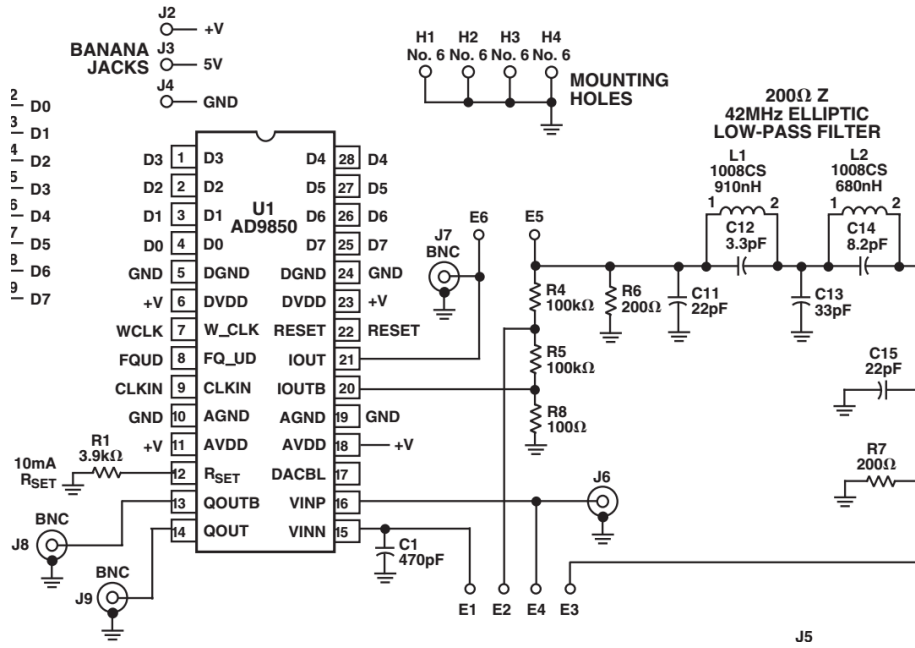 J2
+V
BANANA
JACKS
J3
5V
J4
GND
H1
No. 6
H2
No. 6
H3
No. 6
H4
No. 6
MOUNTING
HOLES
200Ω Z
42MHz ELLIPTIC
LOW-PASS FILTER
2
D0
3
D1
4
D2
5
D3
6
D4
7
D5
8
D6
9
D7
U1
AD9850
D3 1 D3
D2 2 D2
D1 3 D1
D0 4 D0
GND 5 DGND
+V 6 DVDD
WCLK 7 W_CLK
FQUD 8 FQ_UD
CLKIN 9 CLKIN
GND 10 AGND
+V 11 AVDD
12 RSET
13 QOUTB
14 QOUT
D4 28 D4
D5 27 D5
D6 26 D6
D7 25 D7
DGND 24 GND
DVDD 23 +V
RESET 22 RESET
IOUT 21
IOUTB 20
AGND 19 GND
AVDD 18 +V
DACBL 17
VINP 16
VINN 15
R1
3.9kΩ
10mA
RSET
BNC
J8
BNC
J9
J7
BNC
E6
E5
R4
100kΩ
R5
100kΩ
R8
100Ω
R6
200Ω
C11
22pF
L1
1008CS
910nH
1 2
C12
3.3pF
L2
1008CS
680nH
1 2
C14
8.2pF
C13
33pF
C15
22pF
R7
200Ω
J6
C1
470pF
E1 E2 E4 E3
J5